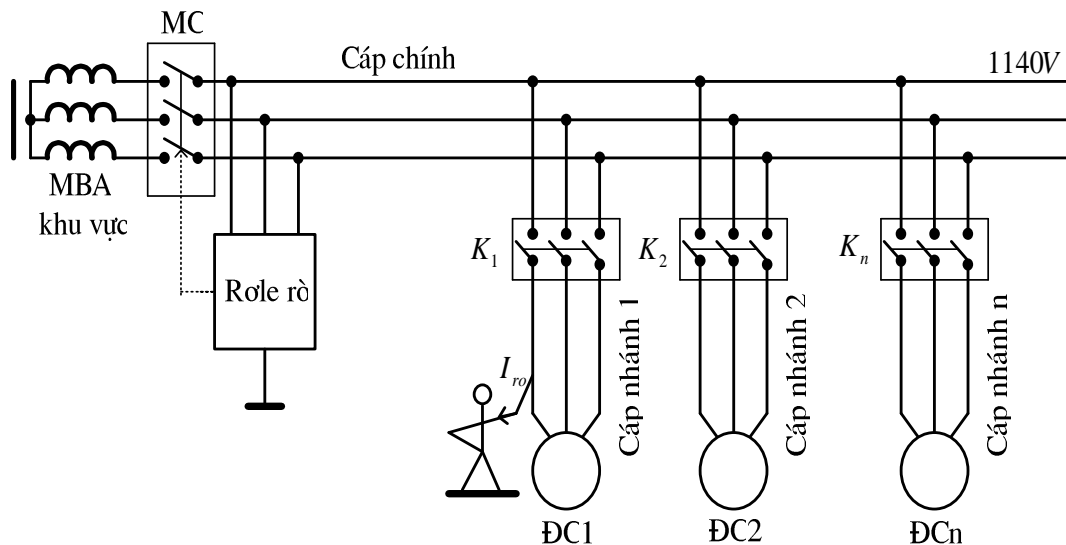 MC
Cáp chính
1140V
MBA
khu vực
Rơle rò
K1
K2
Kn
Cáp nhánh 1
Cáp nhánh 2
Cáp nhánh n
Iro
ĐC1
ĐC2
ĐCn